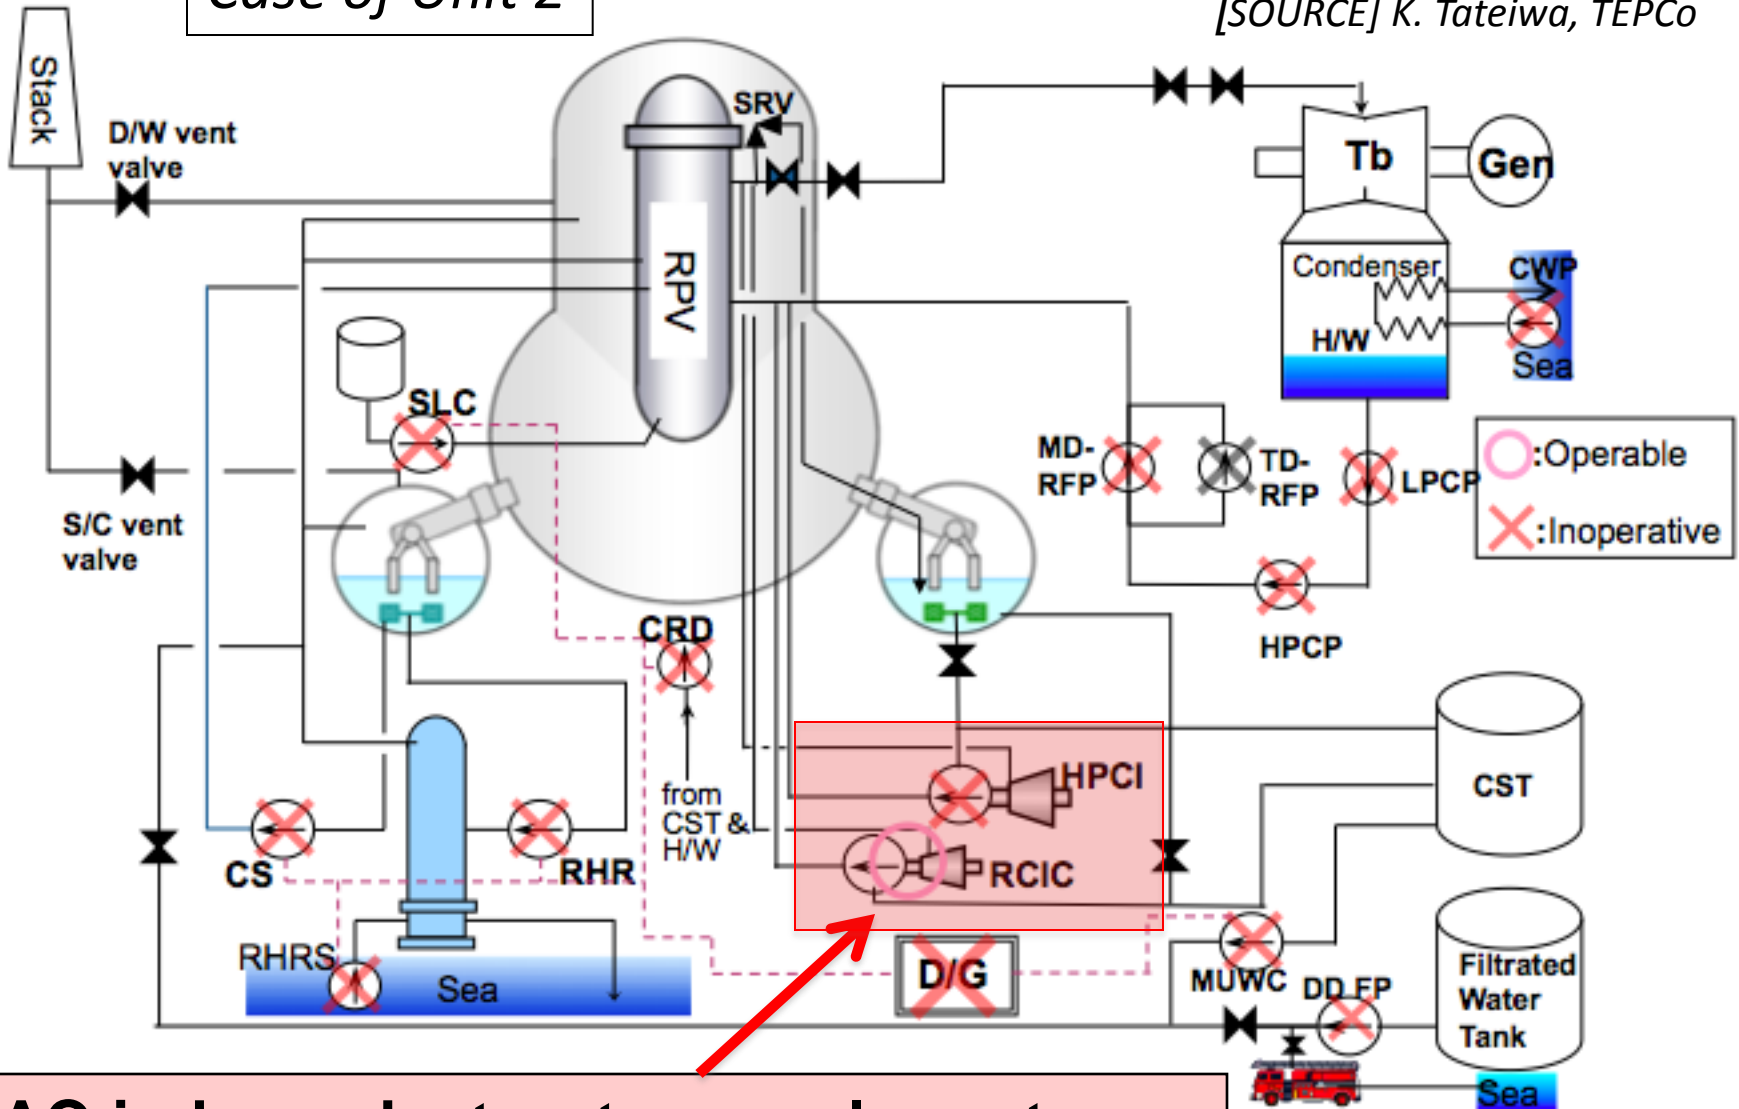 Case of Unit 2
[SOURCE] K. Tateiwa, TEPCo
Stack
D/W vent
valve
SRV
Tb
Gen
RPV
Condenser
CWP
H/W
Sea
SLC
MD-
RFP
TD-
RFP
LPCP
:Operable
:Inoperative
S/C vent
valve
HPCP
CRD
from
CST &
H/W
HPCI
CST
CS
RHR
RCIC
RHRS
Sea
D/G
MUWC
DD FP
Filtrated
Water
Tank
Sea